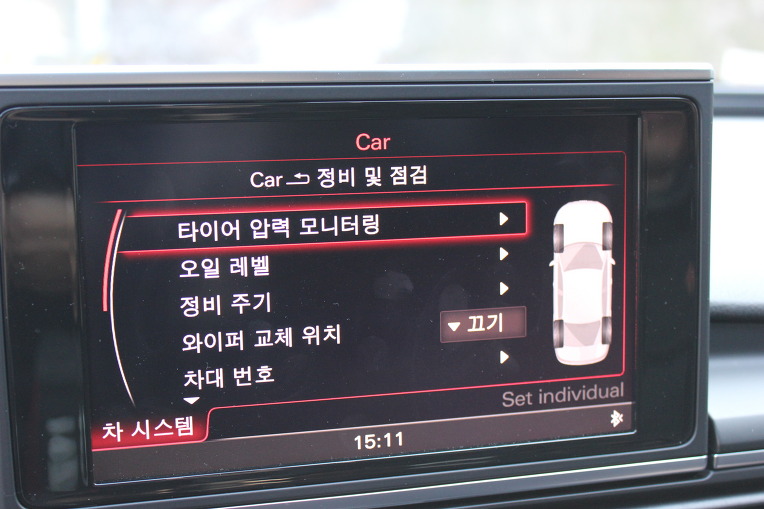 Car
Car 정비 및 점검
타이어 압력 모니터링
오일 레벨
정비 주기
와이퍼 교체 위치 끄기
차대 번호
Set individual
차 시스템
15:11